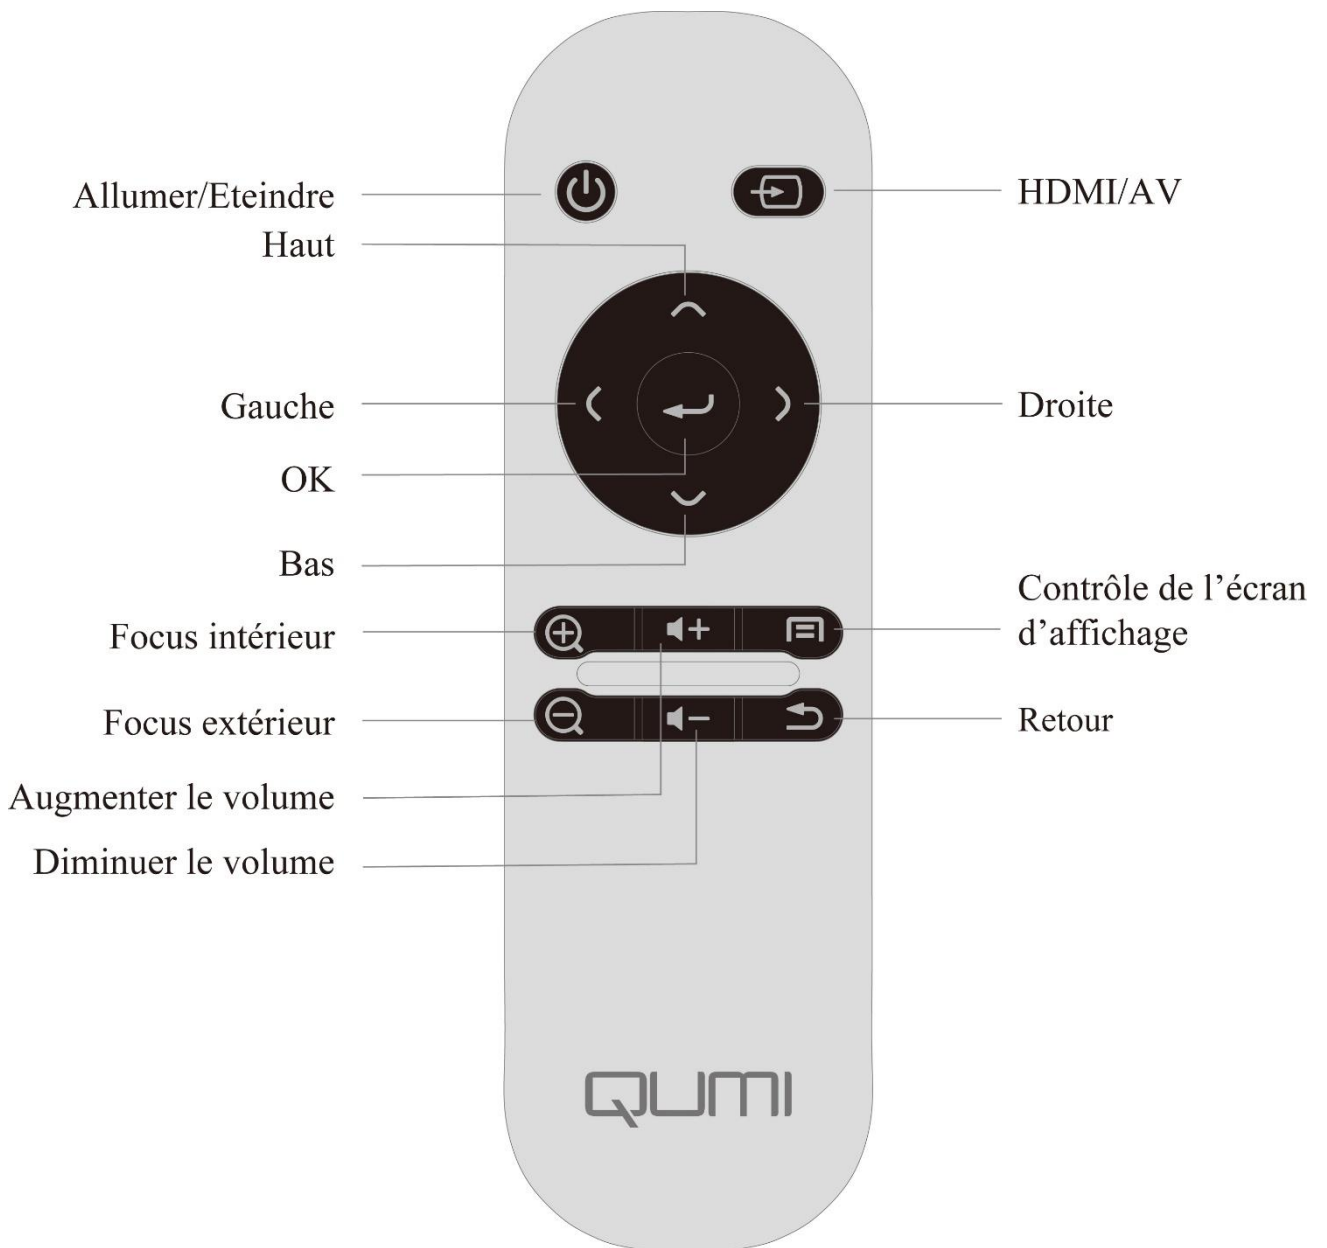 Allumer/Eteindre
HDMI/AV
Haut
Gauche
Droite
OK
Bas
Contrôle de l’écran
d’affichage
Focus intérieur
Focus extérieur
Retour
Augmenter le volume
Diminuer le volume
QUMI